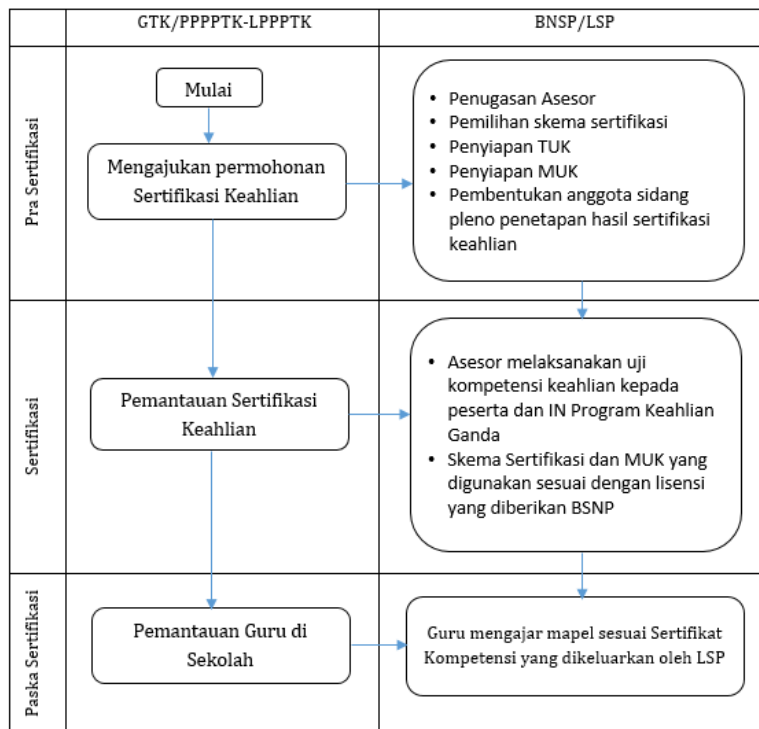 GTK/PPPPTK-LPPPTK
BNSP/LSP
Pra Sertifikasi
Mulai
Mengajukan permohonan
Sertifikasi Keahlian
• Penugasan Asesor
• Pemilihan skema sertifikasi
• Penyiapan TUK
• Penyiapan MUK
• Pembentukan anggota sidang
pleno penetapan hasil sertifikasi
keahlian
Sertifikasi
Pemantauan Sertifikasi
Keahlian
• Asesor melaksanakan uji
kompetensi keahlian kepada
peserta dan IN Program Keahlian
Ganda
• Skema Sertifikasi dan MUK yang
digunakan sesuai dengan lisensi
yang diberikan BSNP
Paska Sertifikasi
Pemantauan Guru di
Sekolah
Guru mengajar mapel sesuai Sertifikat
Kompetensi yang dikeluarkan oleh LSP